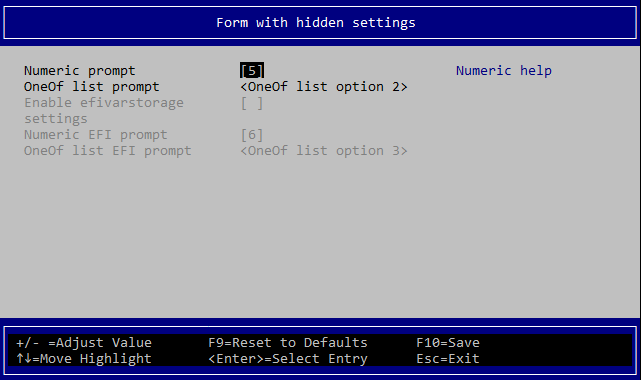 Form with hidden settings
Numeric prompt [5] Numeric help
OneOf list prompt <OneOf list option 2>
Enable efivarstorage [ ]
settings
Numeric EFI prompt [6]
OneOf list EFI prompt <OneOf list option 3>
+/- =Adjust Value F9=Reset to Defaults F10=Save
↑↓=Move Highlight <Enter>=Select Entry Esc=Exit